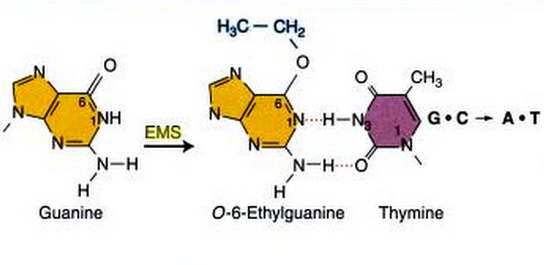 H₃C—CH₂
O
O
N
6
NH
1
N
N
N—H
H
EMS
N
6
N
1
N
N
N—H
H
H—N
3
O
CH₃
1
N
O
G•C → A•T
Guanine
O-6-Ethylguanine
Thymine